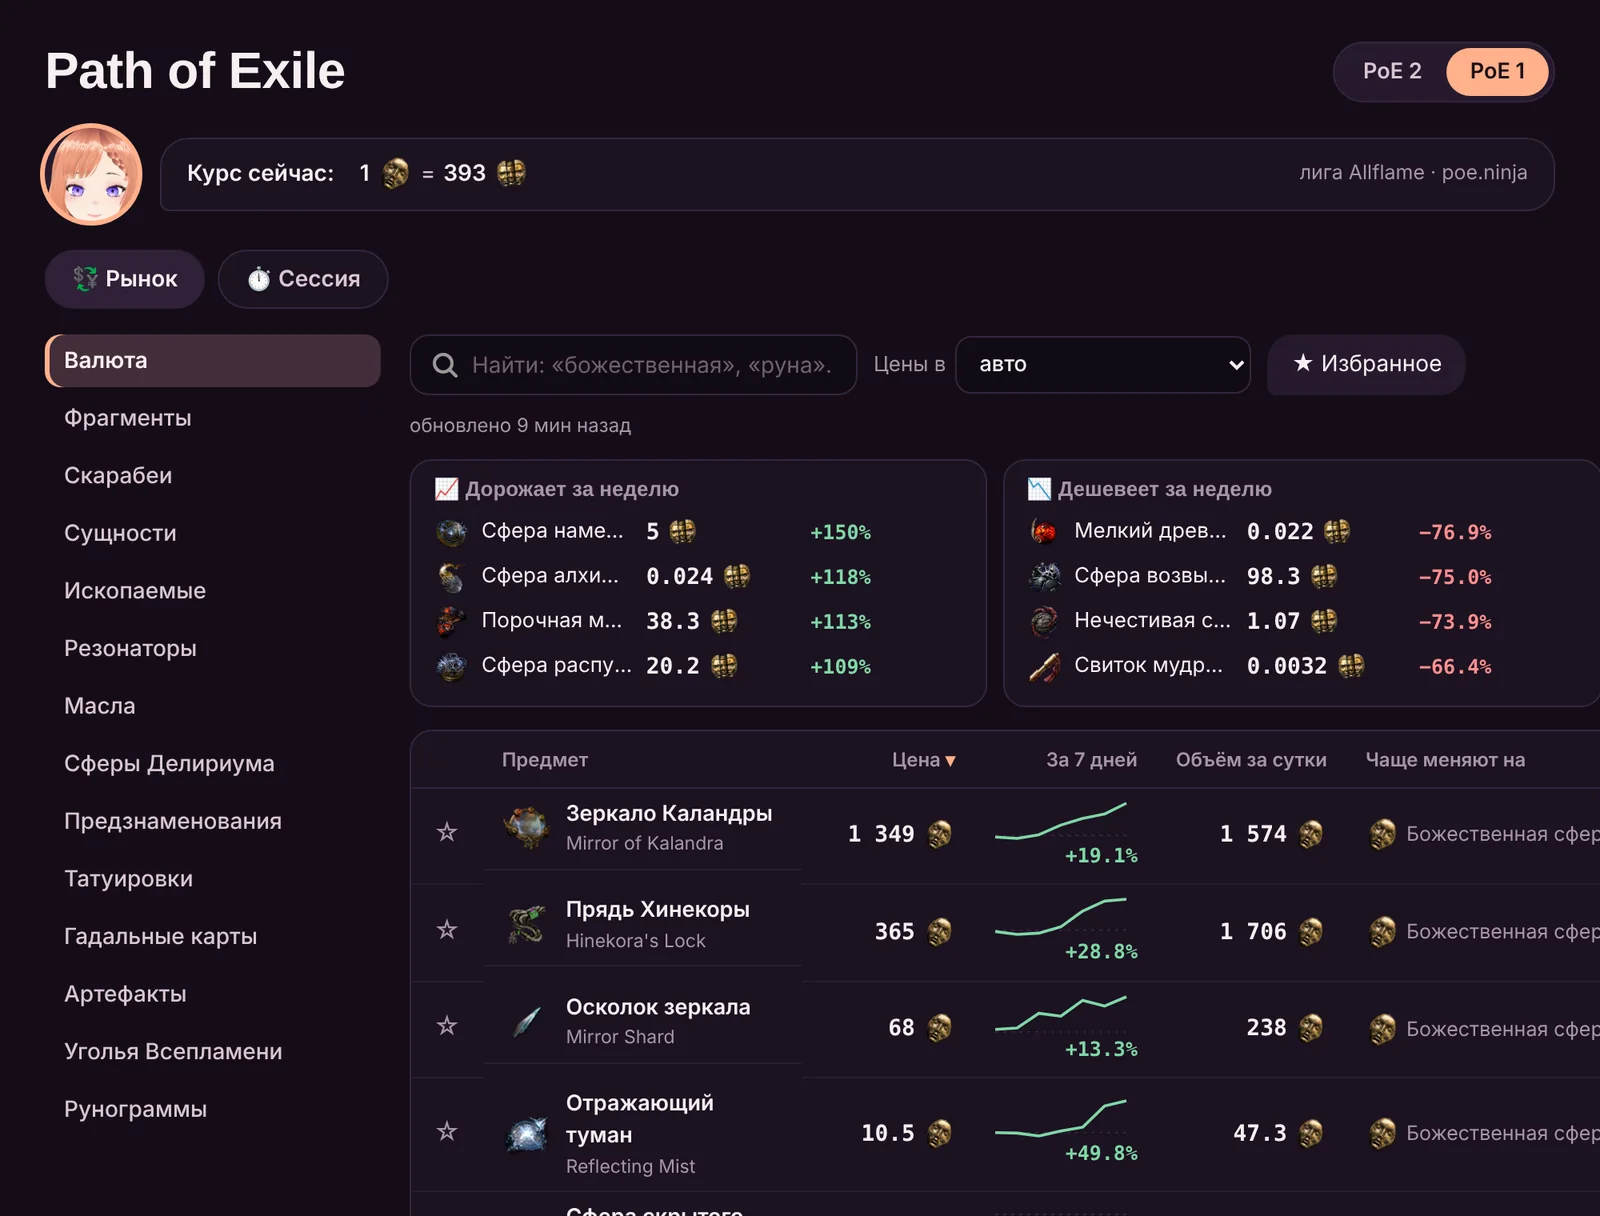 Path of Exile
PoE 2 PoE 1
Курс сейчас: 1 = 393
лига Allflame · poe.ninja
Рынок Сессия
Валюта
Фрагменты
Скарабеи
Сущности
Ископаемые
Резонаторы
Масла
Сферы Делириума
Предзнаменования
Татуировки
Гадальные карты
Артефакты
Уголья Всепламени
Рунограммы
Найти: «божественная», «руна».
Цены в авто
★ Избранное
обновлено 9 мин назад
Дорожает за неделю
Сфера наме... 5 +150%
Сфера алхи... 0.024 +118%
Порочная м... 38.3 +113%
Сфера распу... 20.2 +109%
Дешевеет за неделю
Мелкий древ... 0.022 −76.9%
Сфера возвы... 98.3 −75.0%
Нечестивая с... 1.07 −73.9%
Свиток мудр... 0.0032 −66.4%
Предмет Цена ▼ За 7 дней Объём за сутки Чаще меняют на
☆ Зеркало Каландры
Mirror of Kalandra
1 349 +19.1% 1 574 Божественная сфер
☆ Прядь Хинекоры
Hinekora's Lock
365 +28.8% 1 706 Божественная сфер
☆ Осколок зеркала
Mirror Shard
68 +13.3% 238 Божественная сфер
☆ Отражающий
туман
Reflecting Mist
10.5 +49.8% 47.3 Божественная сфер
Сфера скрытого